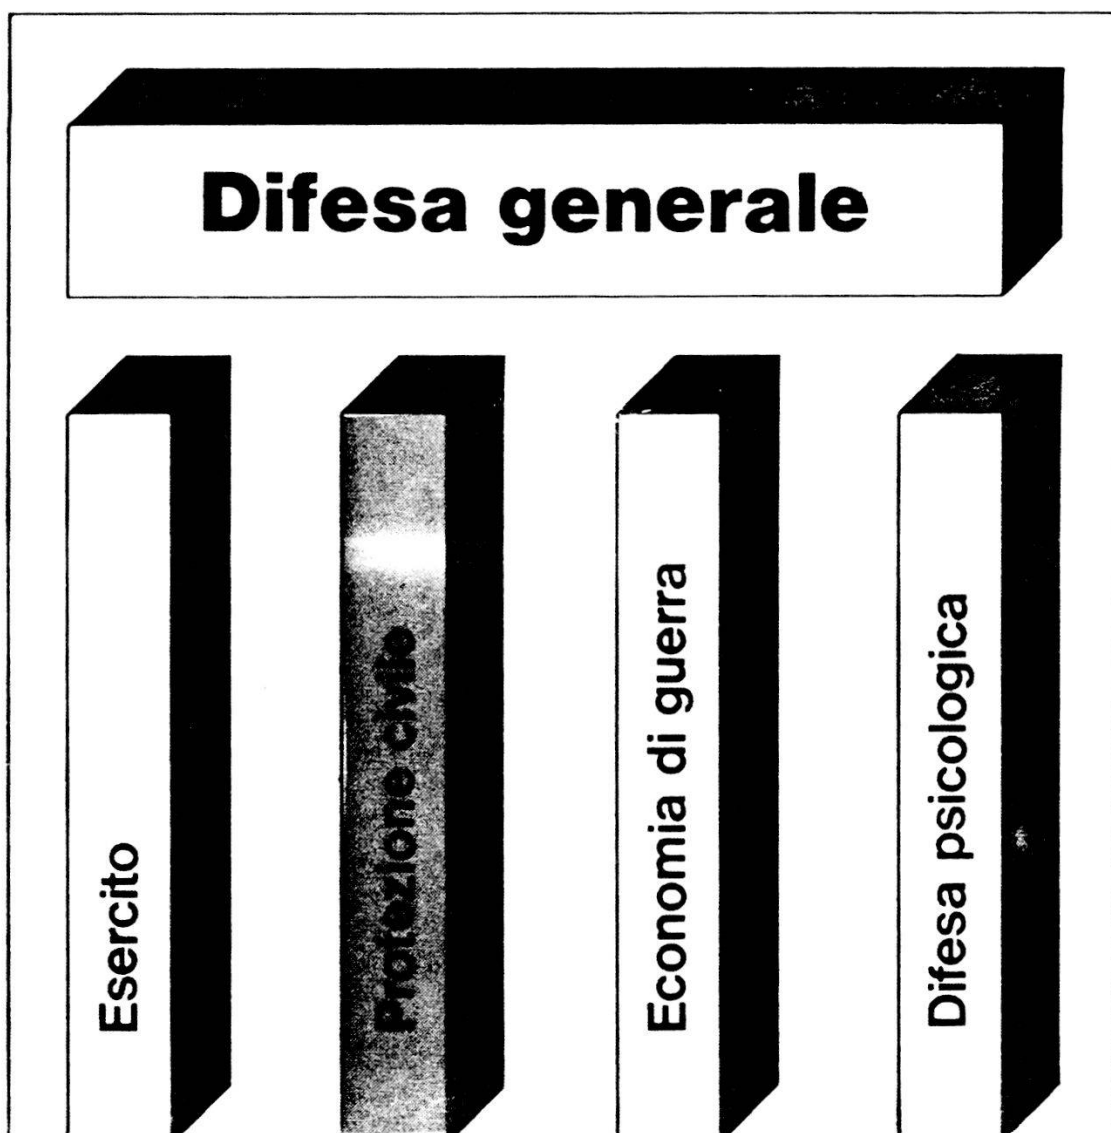 Difesa generale
Esercito
Protezione civile
Economia di guerra
Difesa psicologica